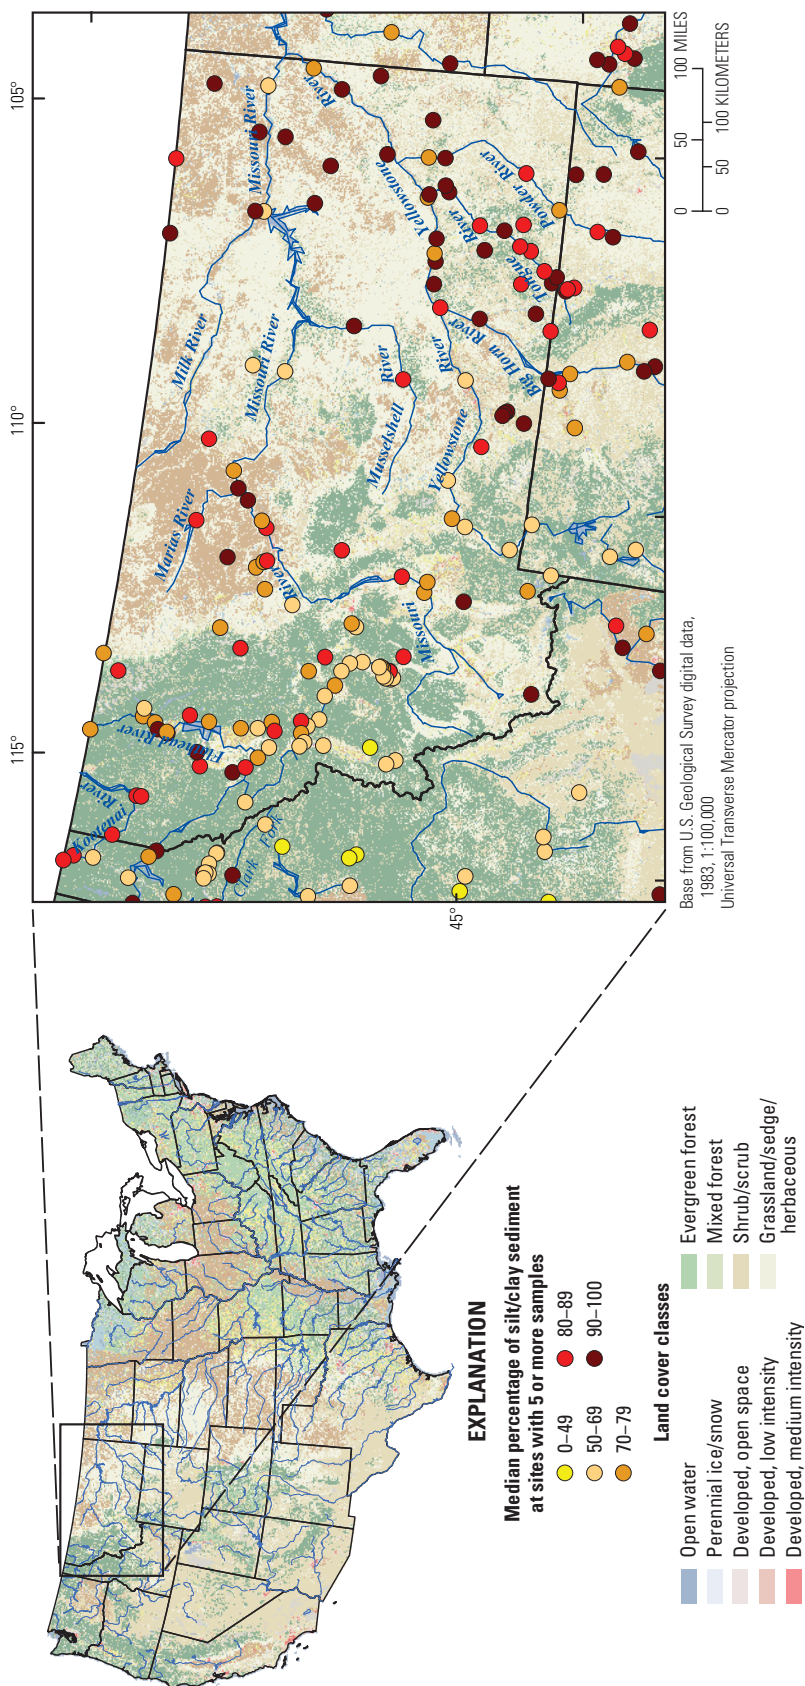 105°
110°
115°
45°
Missouri River
River
Yellowstone
Powder River
River
Tongue
Milk River
Missouri River
River
Musselshell
River
Big Horn River
Yellowstone
Marias River
River
Missouri
Flathead River
Kootenai
River
Clark Fork
0 50 100 MILES
0 50 100 KILOMETERS
Base from U.S. Geological Survey digital data,
1983, 1:100,000
Universal Transverse Mercator projection
EXPLANATION
Median percentage of silt/clay sediment
at sites with 5 or more samples
0–49
50–69
70–79
80–89
90–100
Land cover classes
Open water
Perennial ice/snow
Developed, open space
Developed, low intensity
Developed, medium intensity
Evergreen forest
Mixed forest
Shrub/scrub
Grassland/sedge/
herbaceous